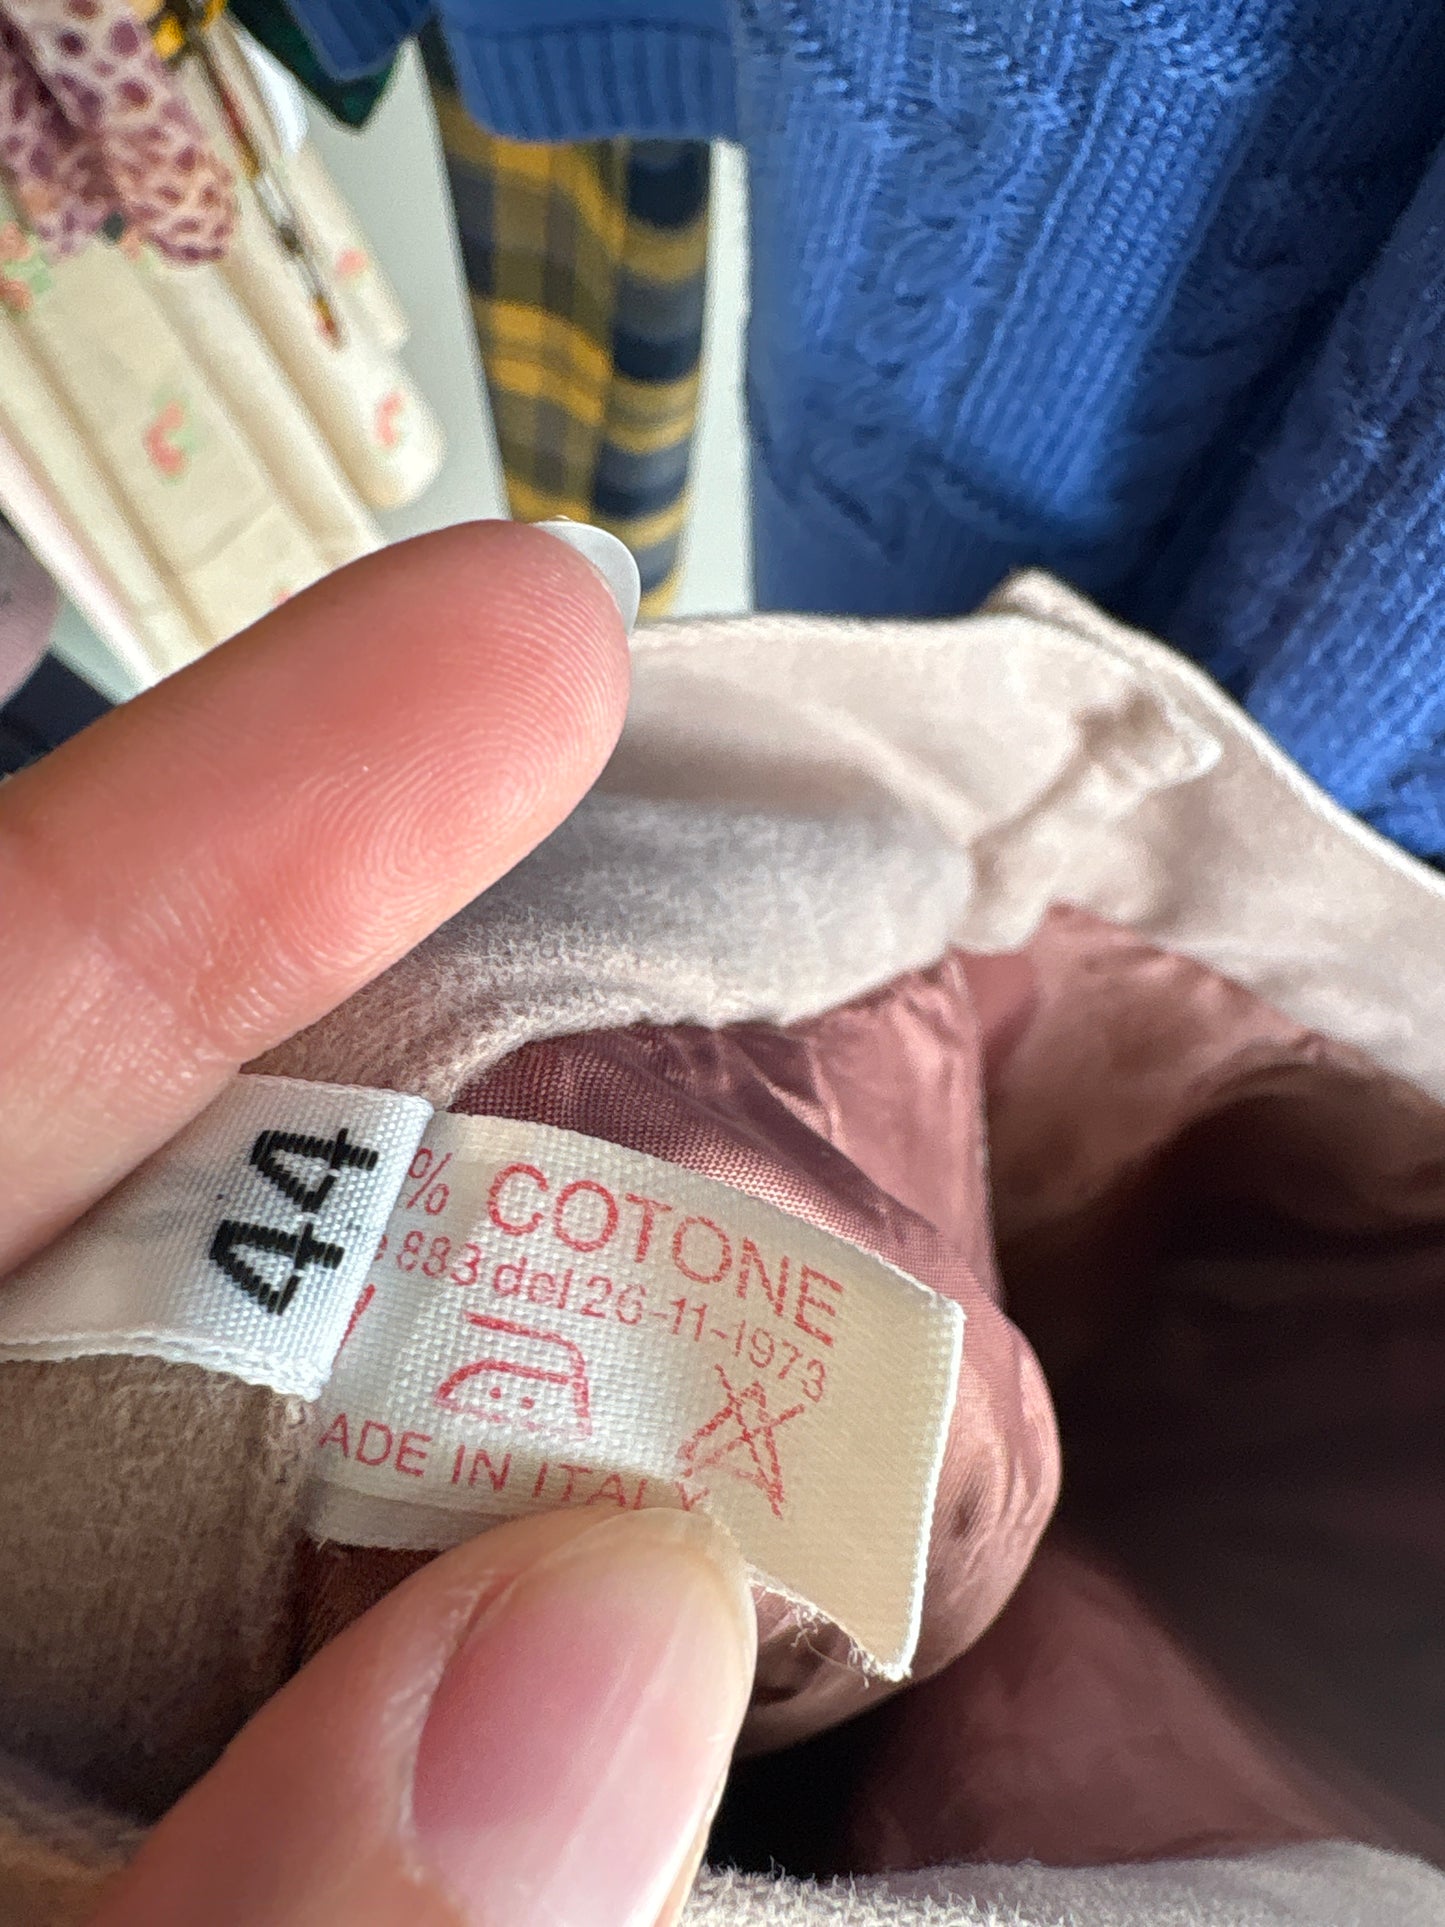 44
% COTONE
883 del 26-11-1973
ADE IN ITALY